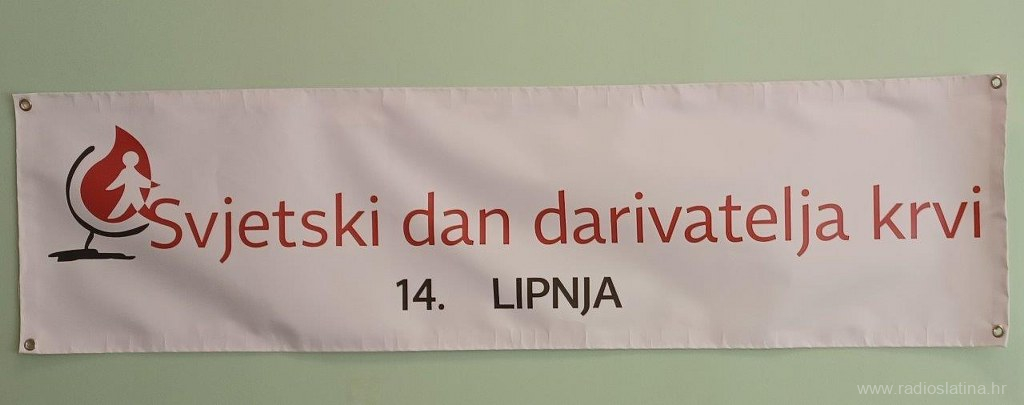 Svjetski dan darivatelja krvi
14. LIPNJA
www.radioslatina.hr